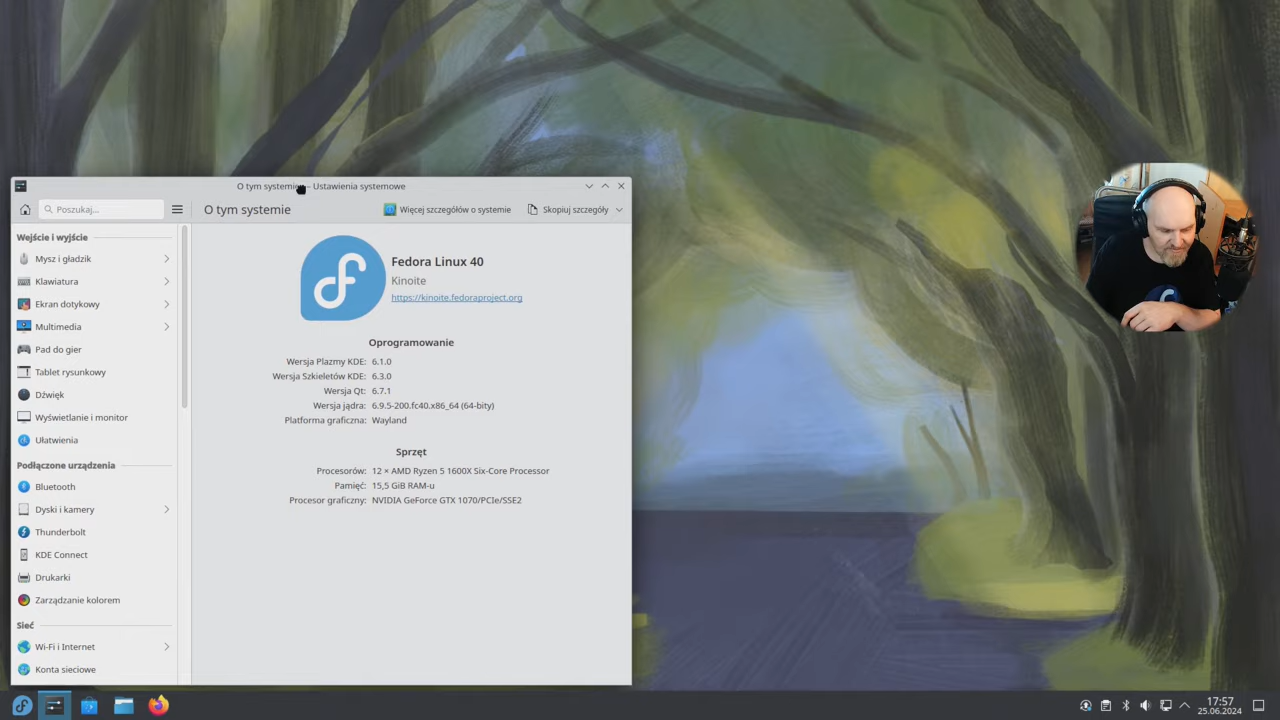 O tym systemie – Ustawienia systemowe
Poszukaj...
O tym systemie
Więcej szczegółów o systemie
Skopiuj szczegóły
Wejście i wyjście
Mysz i gładzik
Klawiatura
Ekran dotykowy
Multimedia
Pad do gier
Tablet rysunkowy
Dźwięk
Wyświetlanie i monitor
Ułatwienia
Podłączone urządzenia
Bluetooth
Dyski i kamery
Thunderbolt
KDE Connect
Drukarki
Zarządzanie kolorem
Sieć
Wi-Fi i Internet
Konta sieciowe
Fedora Linux 40
Kinoite
https://kinoite.fedoraproject.org
Oprogramowanie
Wersja Plazmy KDE: 6.1.0
Wersja Szkieletów KDE: 6.3.0
Wersja Qt: 6.7.1
Wersja jądra: 6.9.5-200.fc40.x86_64 (64-bity)
Platforma graficzna: Wayland
Sprzęt
Procesorów: 12 × AMD Ryzen 5 1600X Six-Core Processor
Pamięć: 15,5 GiB RAM-u
Procesor graficzny: NVIDIA GeForce GTX 1070/PCIe/SSE2
17:57
25.06.2024